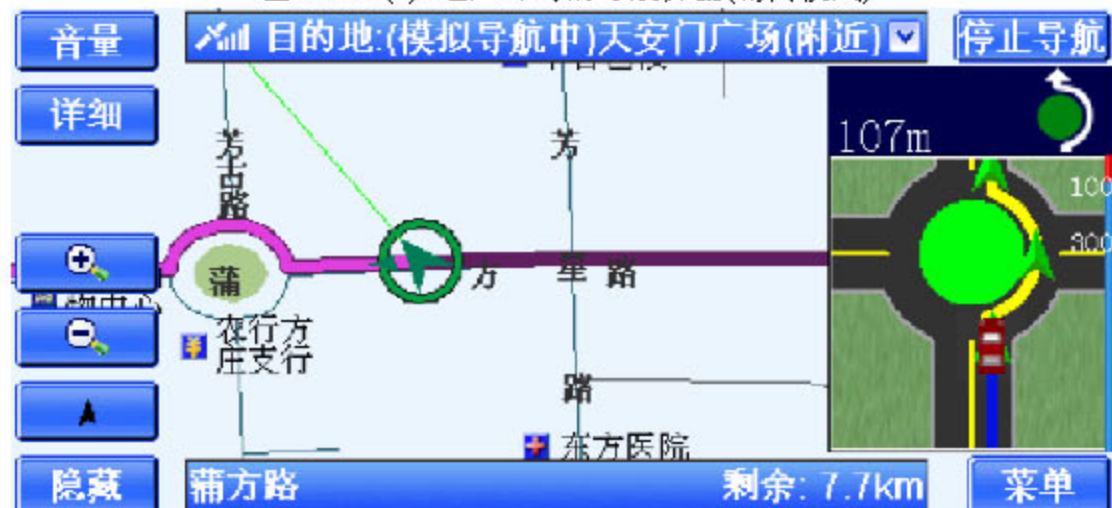 音量
目的地:(模拟导航中)天安门广场(附近)
停止导航
详细
107m
芳古路
芳
100
300
蒲
方
星
路
农行方
庄支行
路
东方医院
隐藏
蒲方路
剩余: 7.7km
菜单